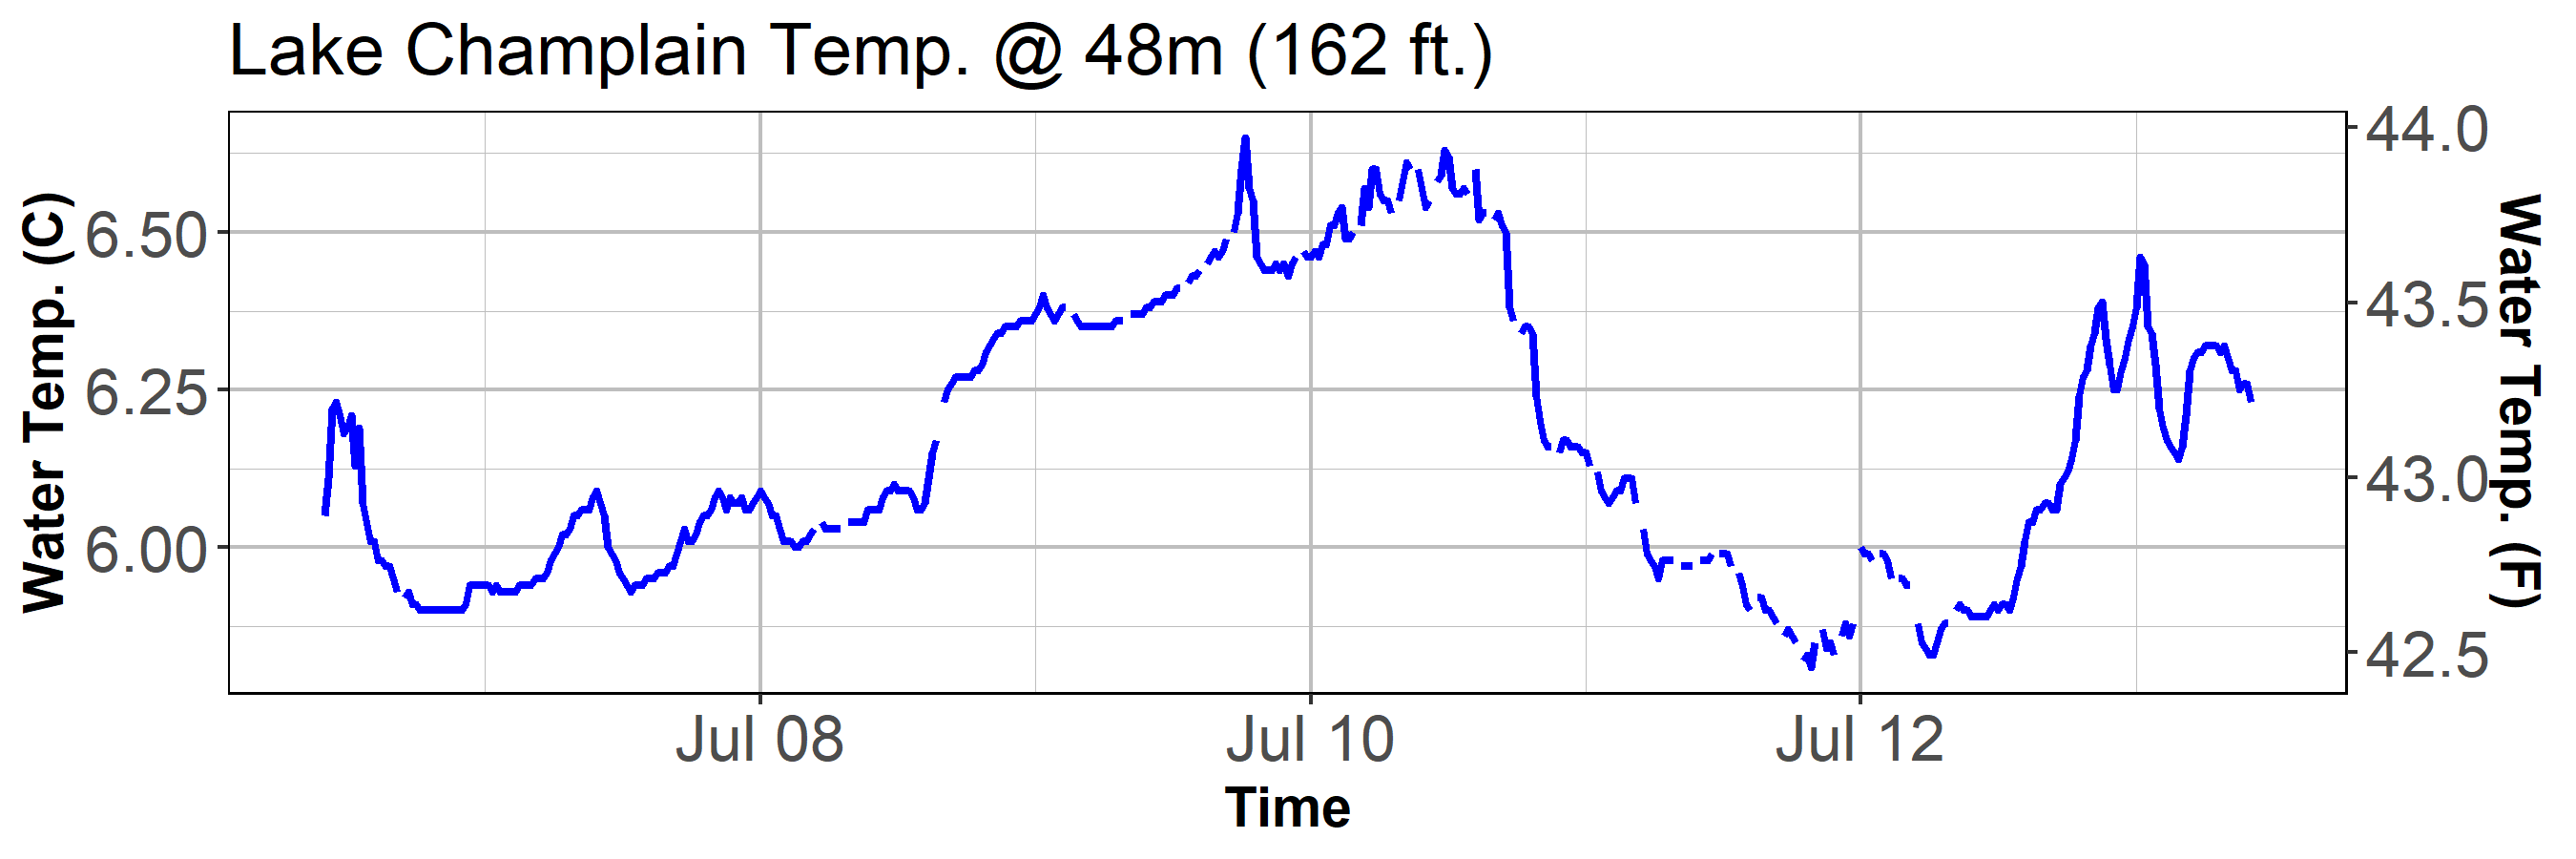 Lake Champlain Temp. @ 48m (162 ft.)
Water Temp. (C)
6.50
6.25
6.00
44.0
43.5
43.0
42.5
Water Temp. (F)
Jul 08 Jul 10 Jul 12
Time